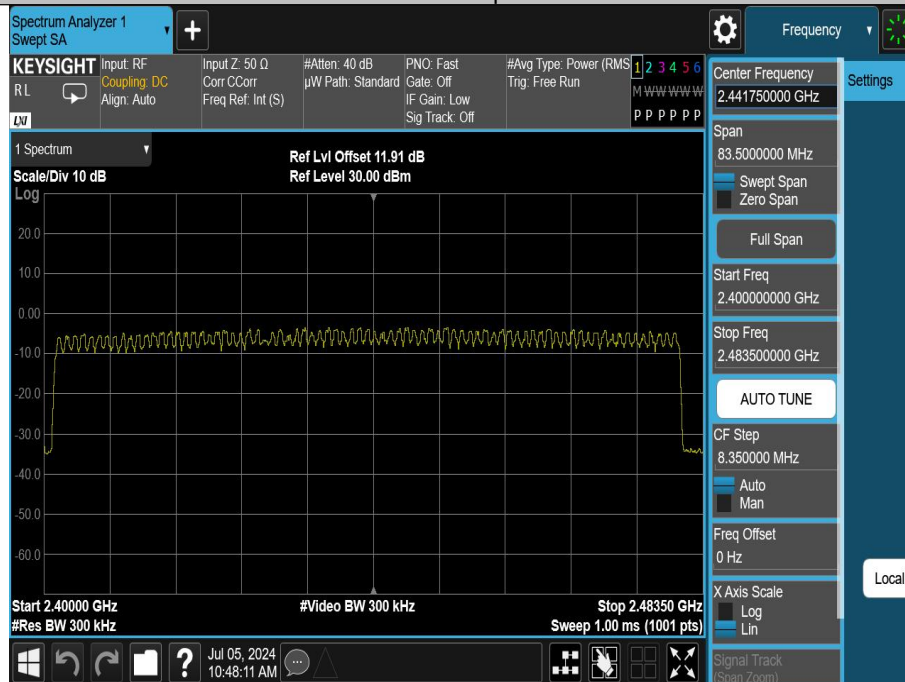 Spectrum Analyzer 1
Swept SA
+
Frequency
KEYSIGHT
RL
LXI
Input: RF
Coupling: DC
Align: Auto
Input Z: 50 Ω
Corr CCorr
Freq Ref: Int (S)
#Atten: 40 dB
µW Path: Standard
PNO: Fast
Gate: Off
IF Gain: Low
Sig Track: Off
#Avg Type: Power (RMS
Trig: Free Run
1 2 3 4 5 6
M W W W W W
P P P P P P
1 Spectrum
Scale/Div 10 dB
Ref Lvl Offset 11.91 dB
Ref Level 30.00 dBm
Log
20.0
10.0
0.00
-10.0
-20.0
-30.0
-40.0
-50.0
-60.0
Start 2.40000 GHz
#Res BW 300 kHz
#Video BW 300 kHz
Stop 2.48350 GHz
Sweep 1.00 ms (1001 pts)
?
Jul 05, 2024
10:48:11 AM
Center Frequency
2.441750000 GHz
Settings
Span
83.5000000 MHz
Swept Span
Zero Span
Full Span
Start Freq
2.400000000 GHz
Stop Freq
2.483500000 GHz
AUTO TUNE
CF Step
8.350000 MHz
Auto
Man
Freq Offset
0 Hz
Local
X Axis Scale
Log
Lin
Signal Track
(Span Zoom)